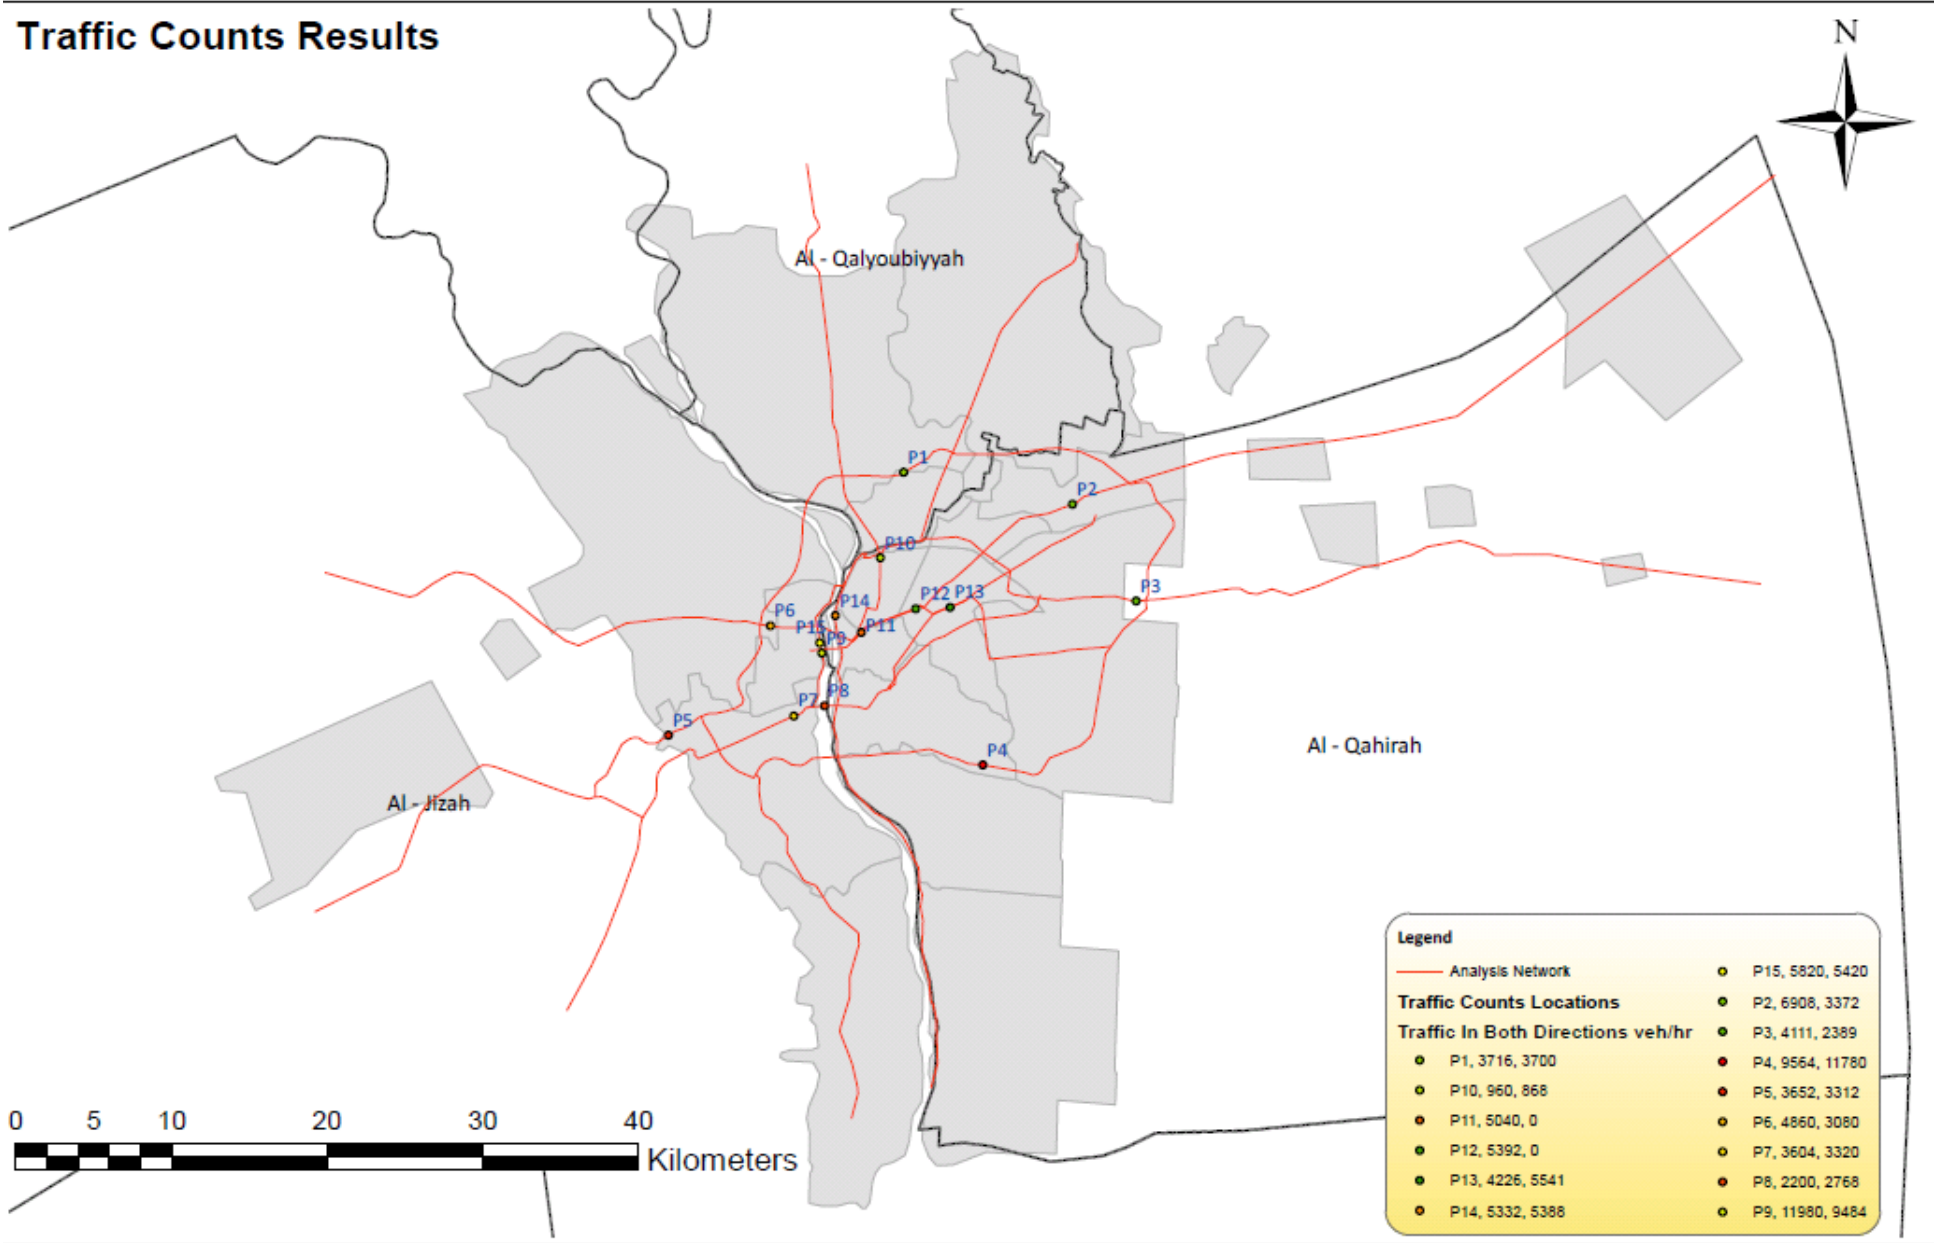 Traffic Counts Results
N
Al - Qalyoubiyyah
P1
P2
P10
P3
P12
P13
P14
P6
P11
P15
P9
P8
P7
P5
P4
Al - Qahirah
Al - Jizah
0 5 10 20 30 40
Kilometers
Legend
Analysis Network
Traffic Counts Locations
Traffic In Both Directions veh/hr
P1, 3716, 3700
P10, 960, 868
P11, 5040, 0
P12, 5392, 0
P13, 4226, 5541
P14, 5332, 5388
P15, 5820, 5420
P2, 6908, 3372
P3, 4111, 2389
P4, 9564, 11780
P5, 3652, 3312
P6, 4860, 3080
P7, 3604, 3320
P8, 2200, 2768
P9, 11980, 9484